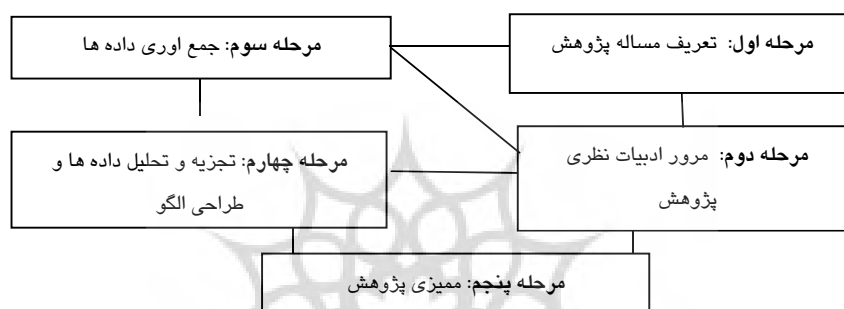 مرحله اول: تعریف مساله پژوهش
مرحله سوم: جمع اوری داده ها
مرحله دوم: مرور ادبیات نظری
پژوهش
مرحله چهارم: تجزیه و تحلیل داده ها و
طراحی الگو
مرحله پنجم: ممیزی پژوهش